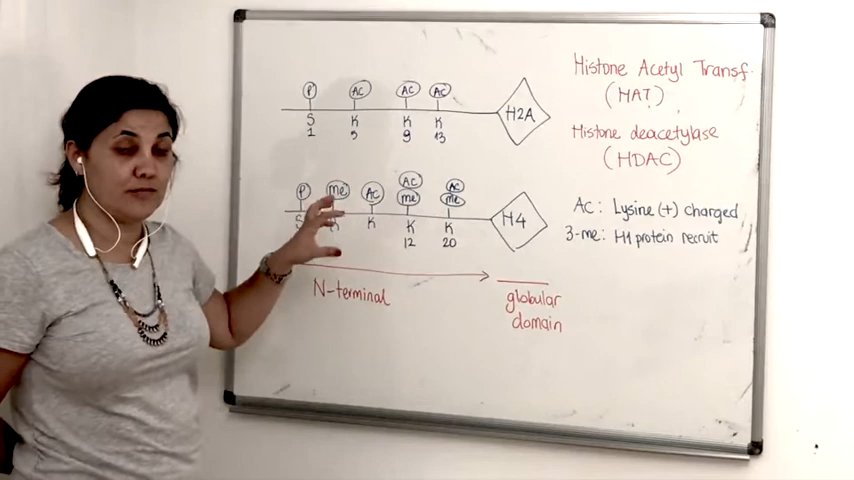 P AC AC AC
S K K K H2A
1 5 9 13
P me AC AC me AC me
S K K K K H4
12 20
N-terminal
globular
domain
Histone Acetyl Transf.
(HAT)
Histone deacetylase
(HDAC)
AC: Lysine(+) charged
3-me: H1 protein recruit